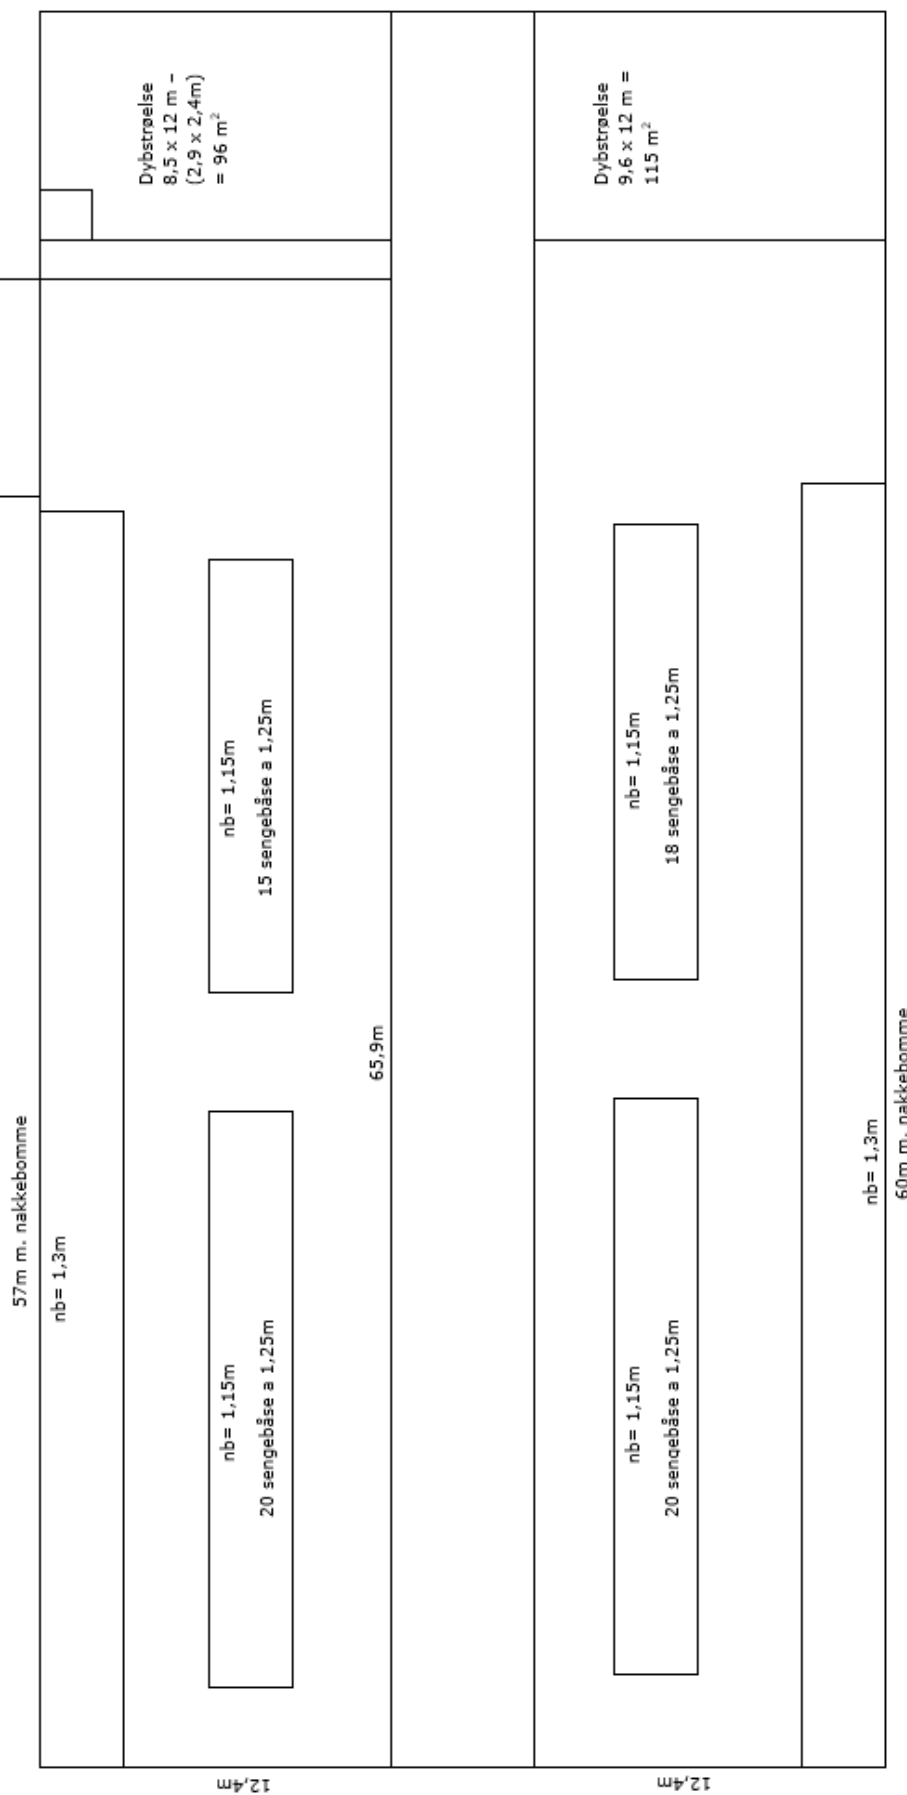 57m m. nakkebomme
nb= 1,3m
nb= 1,15m
20 sengebåse a 1,25m
nb= 1,15m
15 sengebåse a 1,25m
Dybstrøelse
8,5 x 12 m –
(2,9 x 2,4m)
= 96 m²
12,4m
65,9m
nb= 1,15m
20 sengebåse a 1,25m
nb= 1,15m
18 sengebåse a 1,25m
Dybstrøelse
9,6 x 12 m =
115 m²
12,4m
nb= 1,3m
60m m. nakkebomme